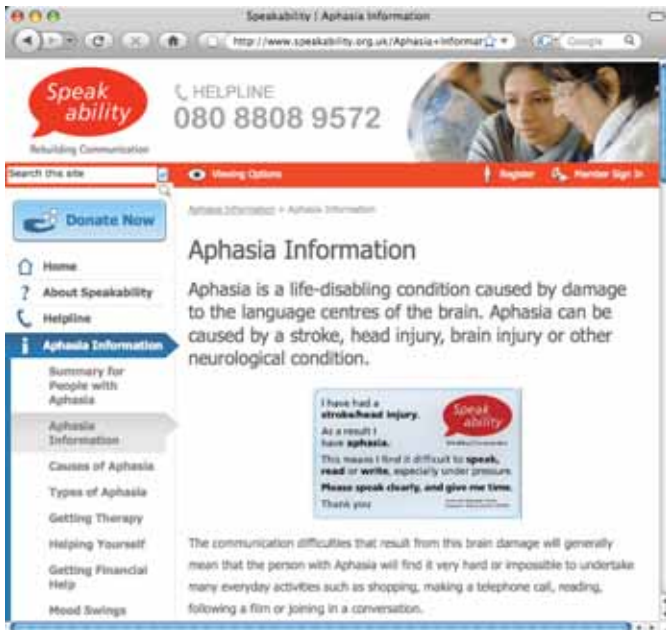 Speakability | Aphasia Information
http://www.speakability.org.uk/Aphasia+Informat
Google
Speak
ability
Rebuilding Communication
HELPLINE
080 8808 9572
Search this site
Viewing Options
Register
Member Sign In
Donate Now
Home
About Speakability
Helpline
Aphasia Information
Summary for
People with
Aphasia
Aphasia
Information
Causes of Aphasia
Types of Aphasia
Getting Therapy
Helping Yourself
Getting Financial
Help
Mood Swings
Aphasia Information > Aphasia Information
Aphasia Information
Aphasia is a life-disabling condition caused by damage
to the language centres of the brain. Aphasia can be
caused by a stroke, head injury, brain injury or other
neurological condition.
I have had a
stroke/head injury.
As a result I
have aphasia.
This means I find it difficult to speak,
read or write, especially under pressure.
Please speak clearly, and give me time.
Thank you
Speak
ability
The communication difficulties that result from this brain damage will generally
mean that the person with Aphasia will find it very hard or impossible to undertake
many everyday activities such as shopping, making a telephone call, reading,
following a film or joining in a conversation.